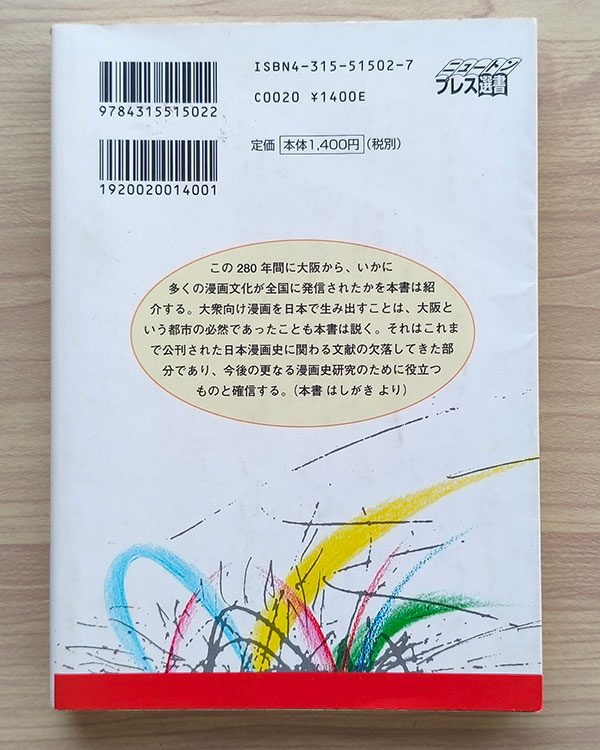 ISBN4-315-51502-7
ニュートン
プレス選書
9784315515022
C0020 ¥1400E
定価 本体1,400円(税別)
1920020014001
この 280 年間に大阪から、いかに
多くの漫画文化が全国に発信されたかを本書は紹
介する。大衆向け漫画を日本で生み出すことは、大阪と
いう都市の必然であったことも本書は説く。それはこれま
で公刊された日本漫画史に関わる文献の欠落してきた部
分であり、今後の更なる漫画史研究のために役立つ
ものと確信する。(本書 はしがき より)